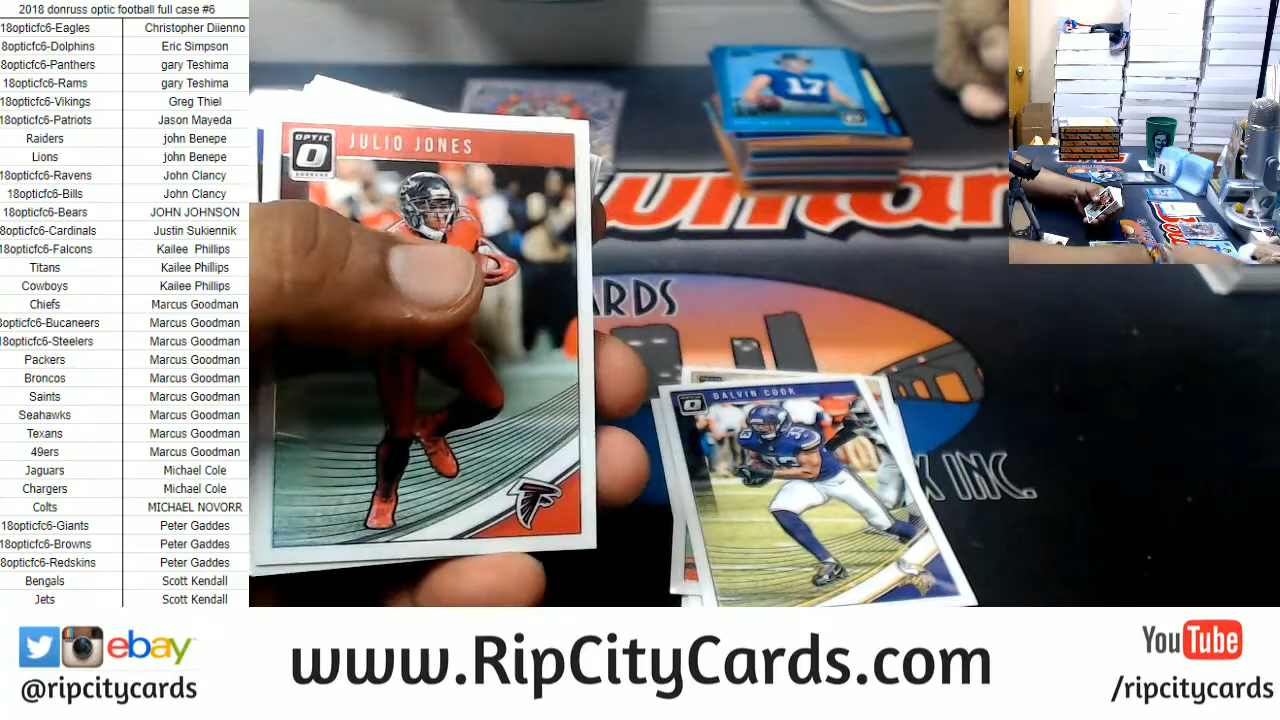 2018 donruss optic football full case #6
18opticfc6-Eagles Christopher Diienno
8opticfc6-Dolphins Eric Simpson
8opticfc6-Panthers gary Teshima
18opticfc6-Rams gary Teshima
18opticfc6-Vikings Greg Thiel
18opticfc6-Patriots Jason Mayeda
Raiders john Benepe
Lions john Benepe
18opticfc6-Ravens John Clancy
18opticfc6-Bills John Clancy
18opticfc6-Bears JOHN JOHNSON
8opticfc6-Cardinals Justin Sukiennik
18opticfc6-Falcons Kailee Phillips
Titans Kailee Phillips
Cowboys Kailee Phillips
Chiefs Marcus Goodman
8opticfc6-Bucaneers Marcus Goodman
18opticfc6-Steelers Marcus Goodman
Packers Marcus Goodman
Broncos Marcus Goodman
Saints Marcus Goodman
Seahawks Marcus Goodman
Texans Marcus Goodman
49ers Marcus Goodman
Jaguars Michael Cole
Chargers Michael Cole
Colts MICHAEL NOVORR
18opticfc6-Giants Peter Gaddes
18opticfc6-Browns Peter Gaddes
8opticfc6-Redskins Peter Gaddes
Bengals Scott Kendall
Jets Scott Kendall
OPTIC
JULIO JONES
17
DALVIN COOK
33
INC.
ebay
@ripcitycards
www.RipCityCards.com
YouTube
/ripcitycards